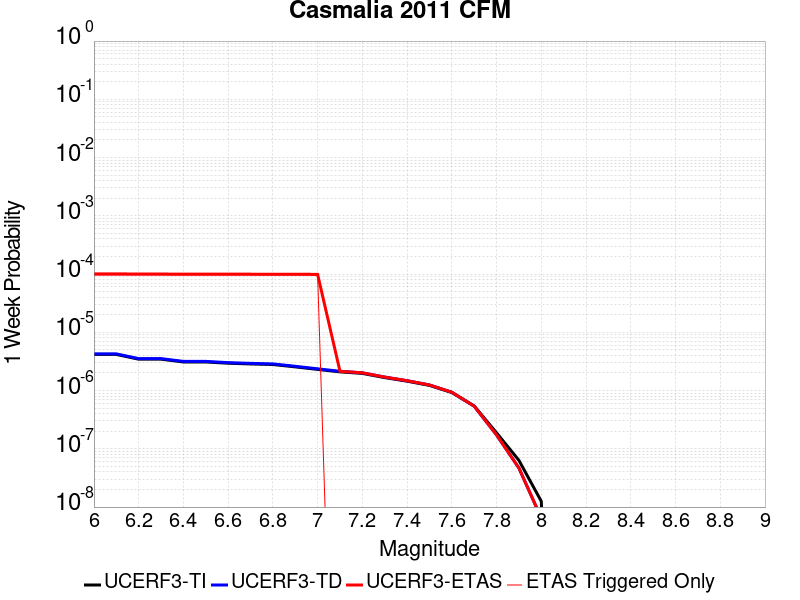 Casmalia 2011 CFM
10^0
10^-1
10^-2
10^-3
10^-4
10^-5
10^-6
10^-7
10^-8
1 Week Probability
6 6.2 6.4 6.6 6.8 7 7.2 7.4 7.6 7.8 8 8.2 8.4 8.6 8.8 9
Magnitude
UCERF3-TI UCERF3-TD UCERF3-ETAS ETAS Triggered Only